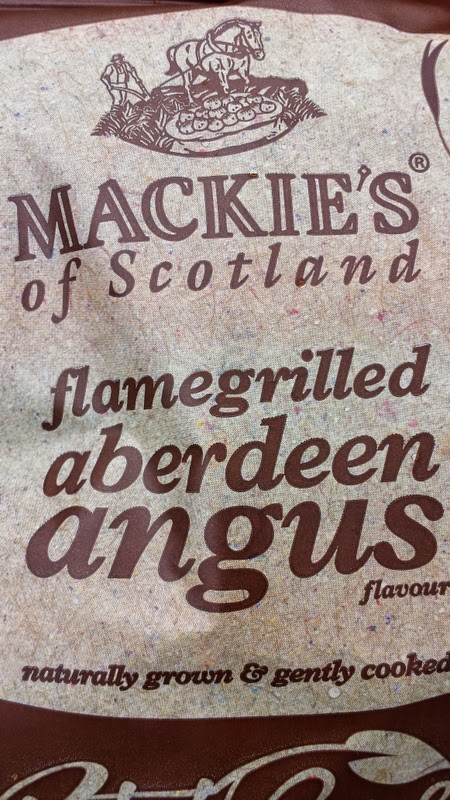 MACKIE'S®
of Scotland
flamegrilled
aberdeen
angus
flavour
naturally grown & gently cooked